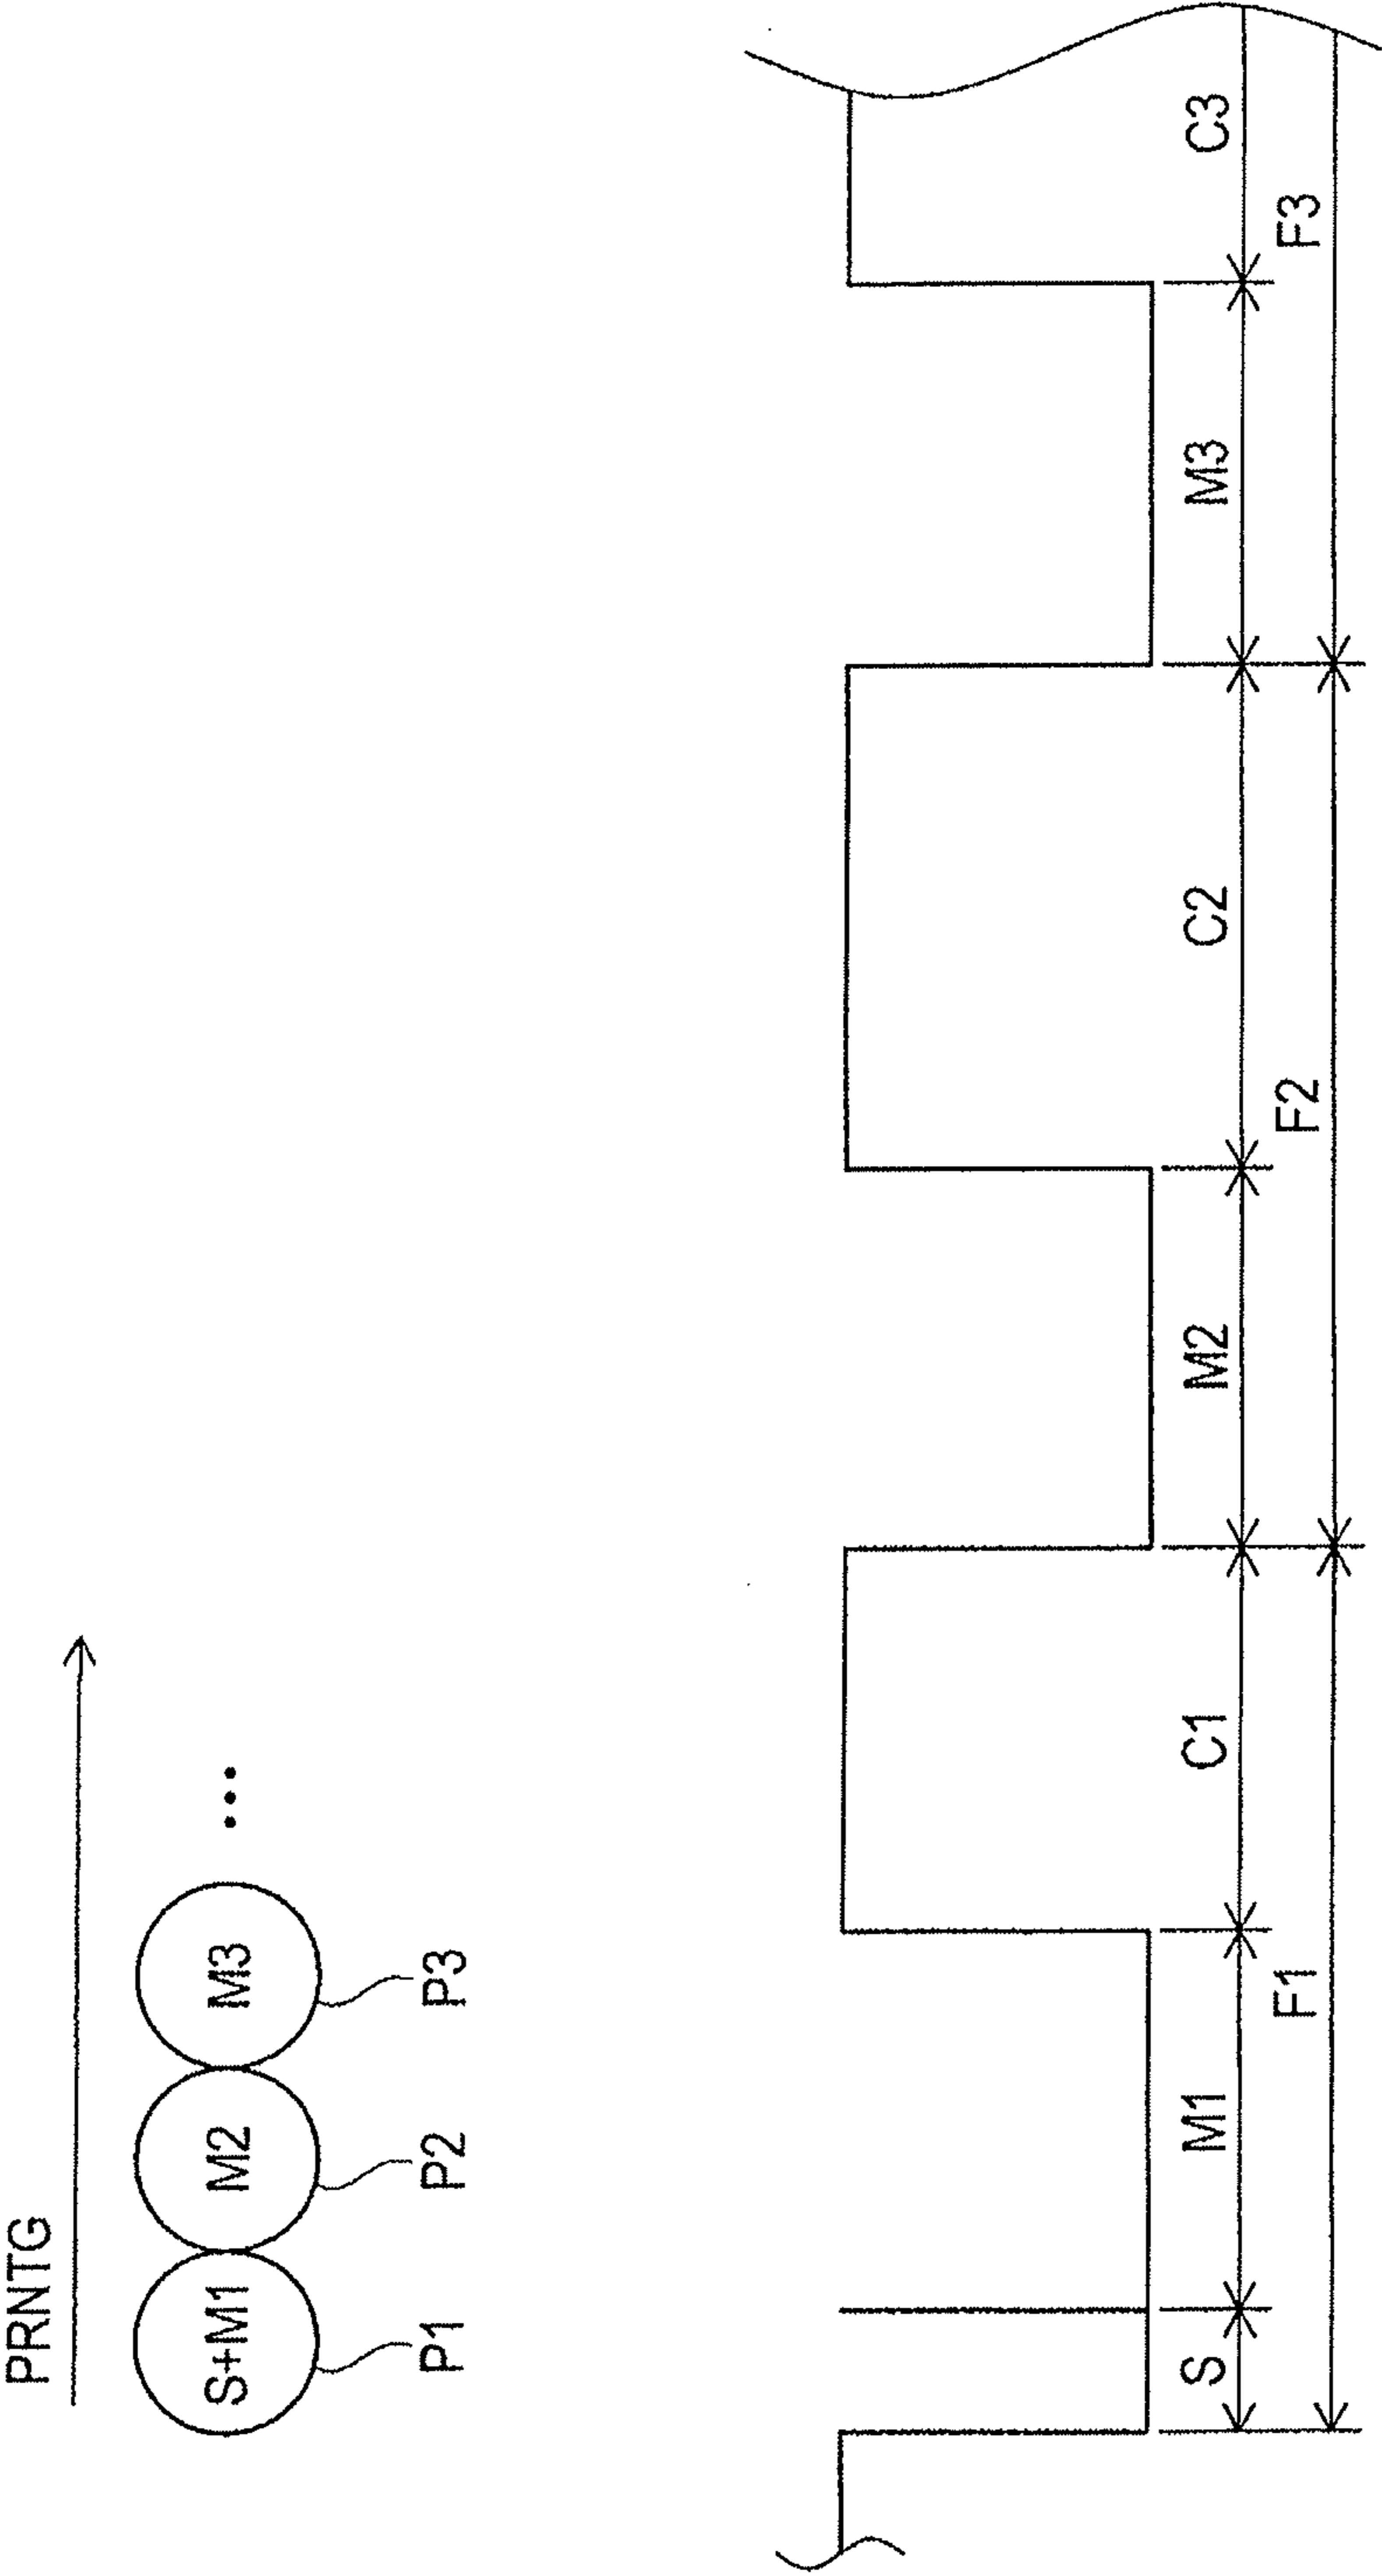 PRNTG
S+M1 M2 M3 •••
P1 P2 P3
S M1 C1 M2 C2 M3 C3
F1 F2 F3